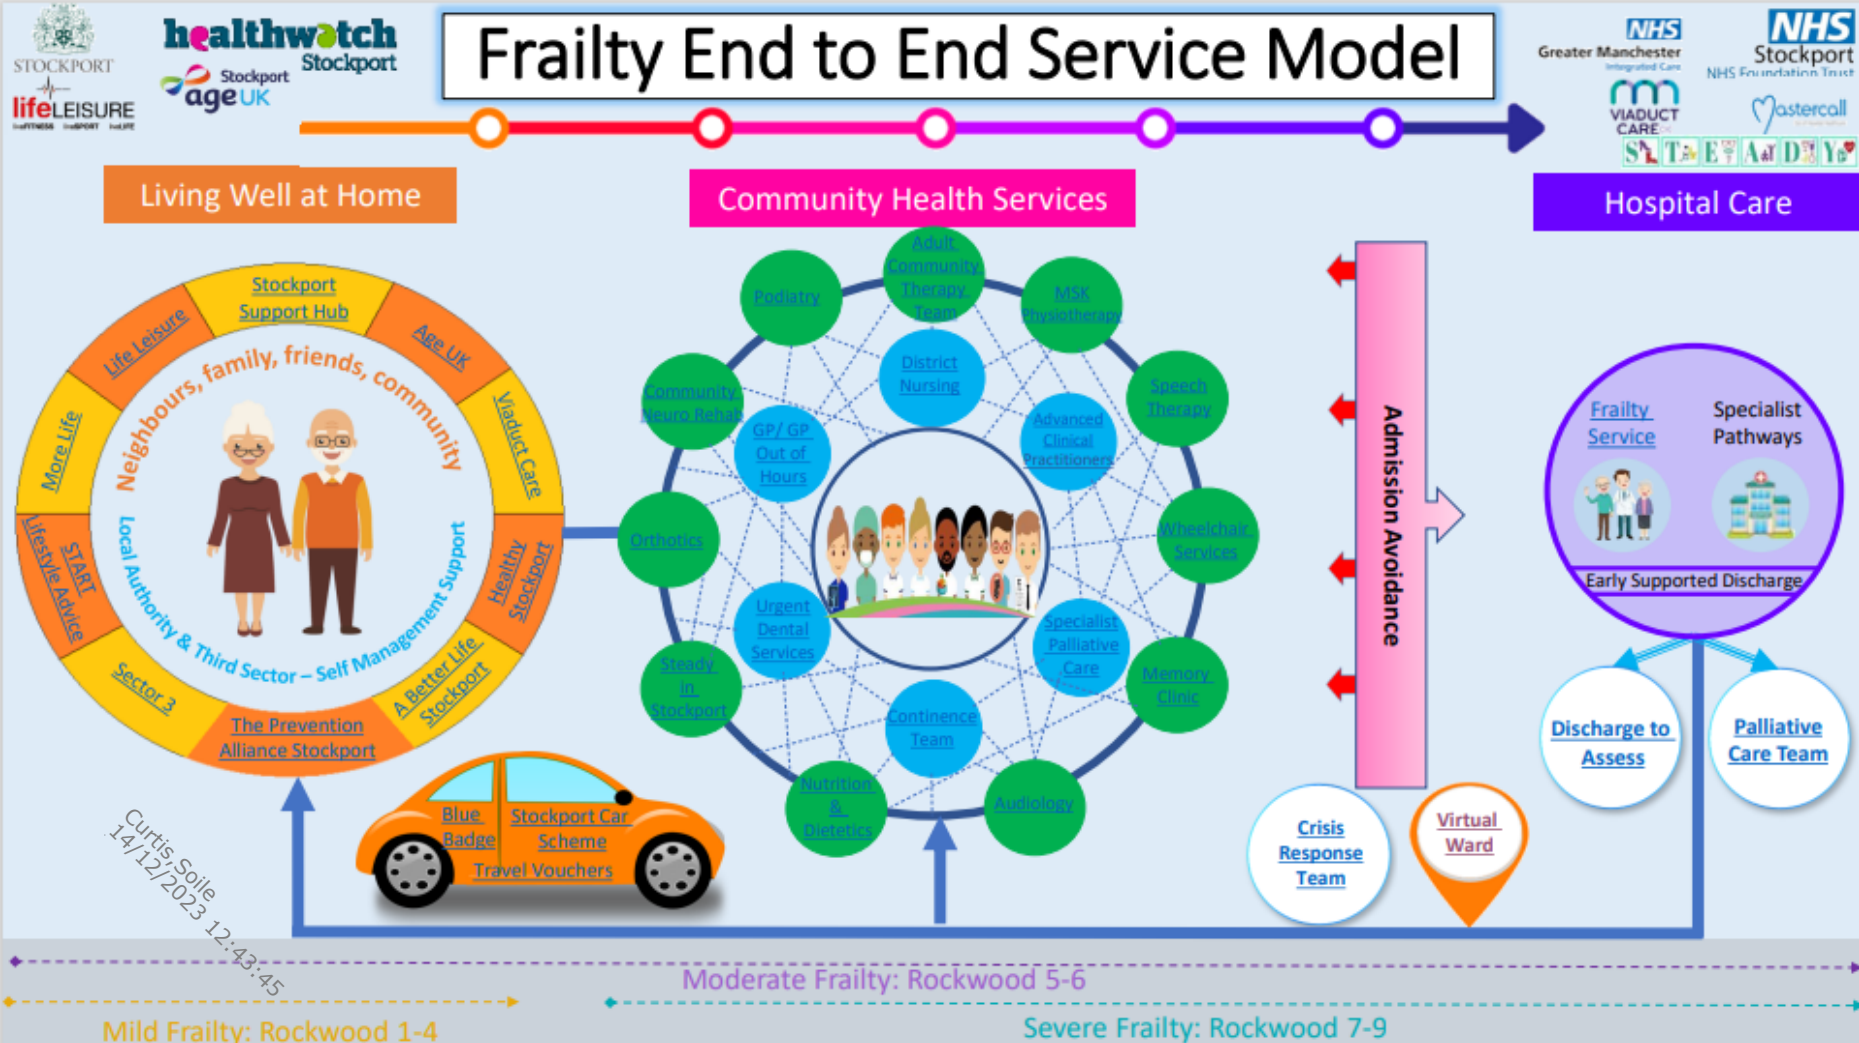 STOCKPORT
lifeLEISURE
healthwatch
Stockport
Stockport
age UK
Frailty End to End Service Model
NHS
Greater Manchester
Integrated Care
NHS
Stockport
NHS Foundation Trust
VIADUCT
CARE
Mastercall
STEADY
Living Well at Home
Community Health Services
Hospital Care
Stockport
Support Hub
Age UK
Viaduct Care
Healthy
Stockport
A Better Life
Stockport
The Prevention
Alliance Stockport
Sector 3
START
Lifestyle Advice
More Life
Life Leisure
Neighbours, family, friends, community
Local Authority & Third Sector – Self Management Support
Blue
Badge
Stockport Car
Scheme
Travel Vouchers
Adult
Community
Therapy
Team
MSK
Physiotherapy
Speech
Therapy
Wheelchair
Services
Memory
Clinic
Audiology
Nutrition
&
Dietetics
Steady
in
Stockport
Orthotics
Community
Neuro Rehab
Podiatry
District
Nursing
Advanced
Clinical
Practitioners
Specialist
Palliative
Care
Continence
Team
Urgent
Dental
Services
GP/ GP
Out of
Hours
Admission Avoidance
Frailty
Service
Specialist
Pathways
Early Supported Discharge
Discharge to
Assess
Palliative
Care Team
Crisis
Response
Team
Virtual
Ward
Curtis,Soile
14/12/2023 12:43:45
Moderate Frailty: Rockwood 5-6
Mild Frailty: Rockwood 1-4
Severe Frailty: Rockwood 7-9